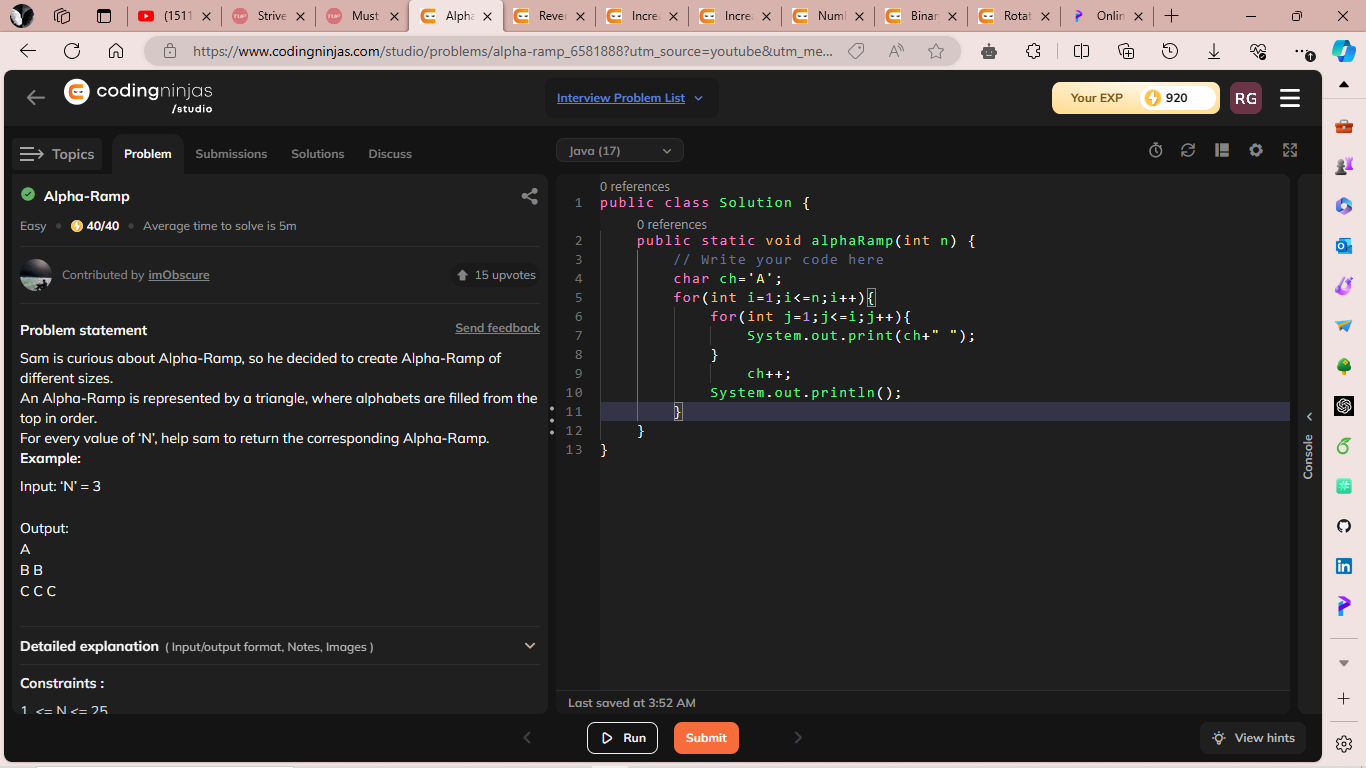 (1511
Strive
Must
Alpha
Rever
Increa
Increa
Numb
Binar
Rotat
Onlin
https://www.codingninjas.com/studio/problems/alpha-ramp_6581888?utm_source=youtube&utm_me...
codingninjas
/studio
Interview Problem List
Your EXP 920
RG
Topics
Problem
Submissions
Solutions
Discuss
Java (17)
Alpha-Ramp
Easy
40/40
Average time to solve is 5m
Contributed by imObscure
15 upvotes
Problem statement
Send feedback
Sam is curious about Alpha-Ramp, so he decided to create Alpha-Ramp of
different sizes.
An Alpha-Ramp is represented by a triangle, where alphabets are filled from the
top in order.
For every value of ‘N’, help sam to return the corresponding Alpha-Ramp.
Example:
Input: ‘N’ = 3
Output:
A
B B
C C C
Detailed explanation ( Input/output format, Notes, Images )
Constraints :
1 <= N <= 25
0 references
1 public class Solution {
0 references
2 public static void alphaRamp(int n) {
3 // Write your code here
4 char ch='A';
5 for(int i=1;i<=n;i++){
6 for(int j=1;j<=i;j++){
7 System.out.print(ch+" ");
8 }
9 ch++;
10 System.out.println();
11 }
12 }
13 }
Console
Last saved at 3:52 AM
Run
Submit
View hints